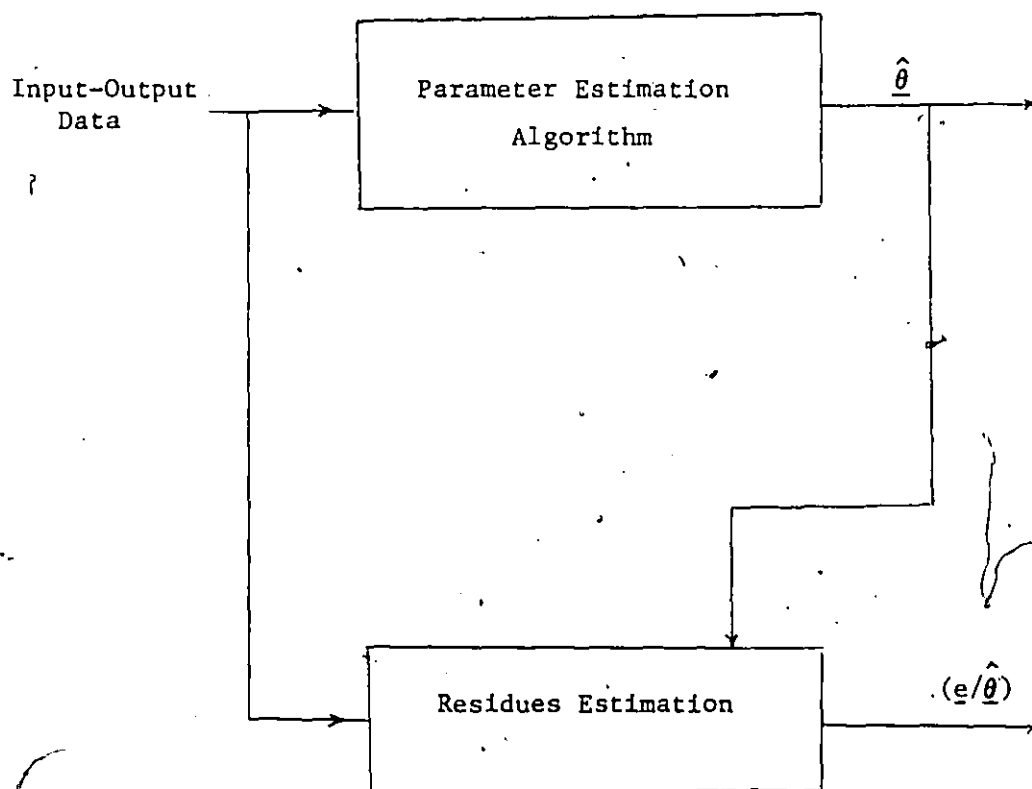 Input-Output
Data
Parameter Estimation
Algorithm
θ̂
Residues Estimation
(e/θ̂)